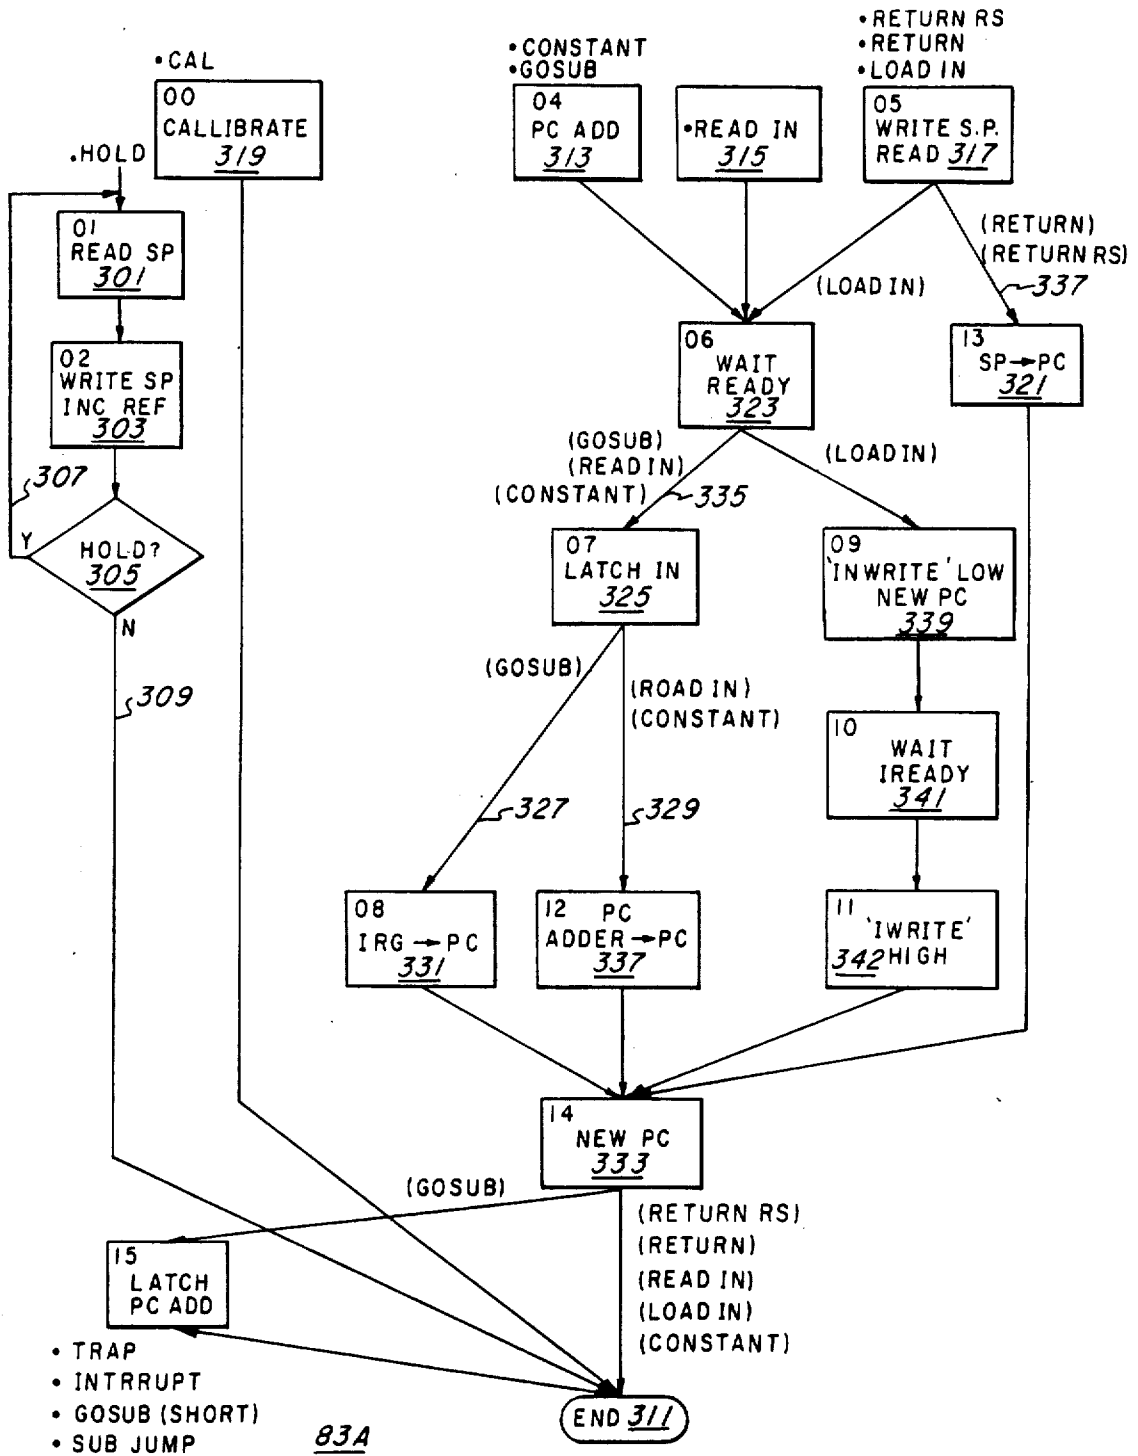 •CAL
00
CALLIBRATE
319
.HOLD
01
READ SP
301
02
WRITE SP
INC REF
303
307
Y
HOLD?
305
N
309
•CONSTANT
•GOSUB
04
PC ADD
313
•READ IN
315
•RETURN RS
•RETURN
•LOAD IN
05
WRITE S.P.
READ 317
(RETURN)
(RETURN RS)
337
(LOAD IN)
06
WAIT
READY
323
13
SP→PC
321
(GOSUB)
(READ IN)
(CONSTANT)
335
(LOAD IN)
07
LATCH IN
325
09
'INWRITE' LOW
NEW PC
339
(GOSUB)
(ROAD IN)
(CONSTANT)
10
WAIT
IREADY
341
327
329
08
IRG→PC
331
12 PC
ADDER→PC
337
11
'IWRITE'
342 HIGH
14
NEW PC
333
(GOSUB)
(RETURN RS)
(RETURN)
(READ IN)
(LOAD IN)
(CONSTANT)
15
LATCH
PC ADD
• TRAP
• INTRRUPT
• GOSUB (SHORT)
• SUB JUMP
83A
END 311